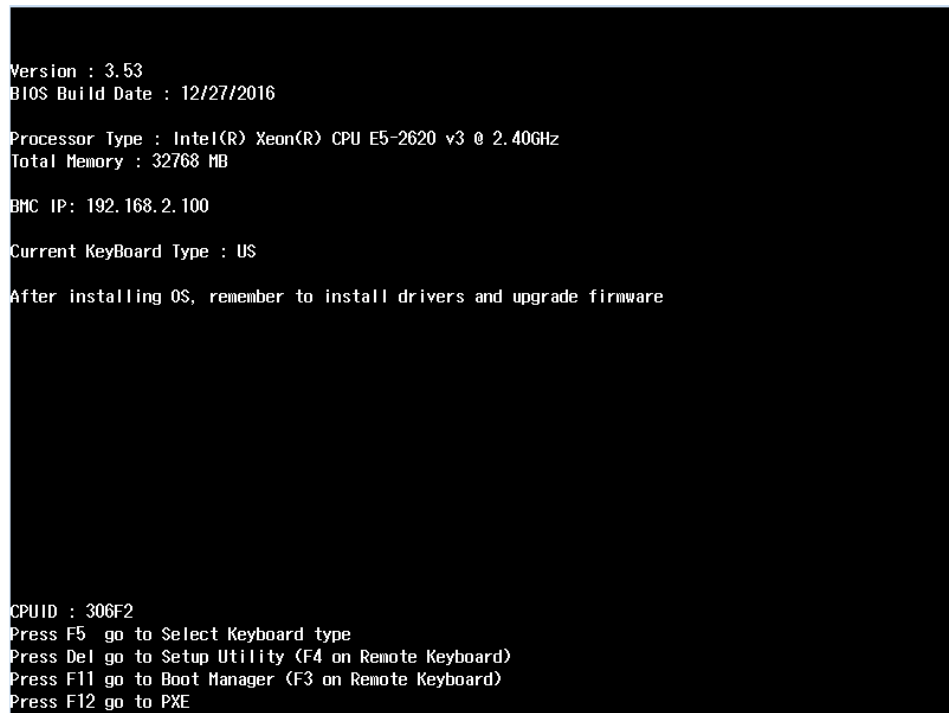 Version : 3.53
BIOS Build Date : 12/27/2016
Processor Type : Intel(R) Xeon(R) CPU E5-2620 v3 @ 2.40GHz
Total Memory : 32768 MB
BMC IP: 192.168.2.100
Current KeyBoard Type : US
After installing OS, remember to install drivers and upgrade firmware
CPUID : 306F2
Press F5  go to Select Keyboard type
Press Del go to Setup Utility (F4 on Remote Keyboard)
Press F11 go to Boot Manager (F3 on Remote Keyboard)
Press F12 go to PXE